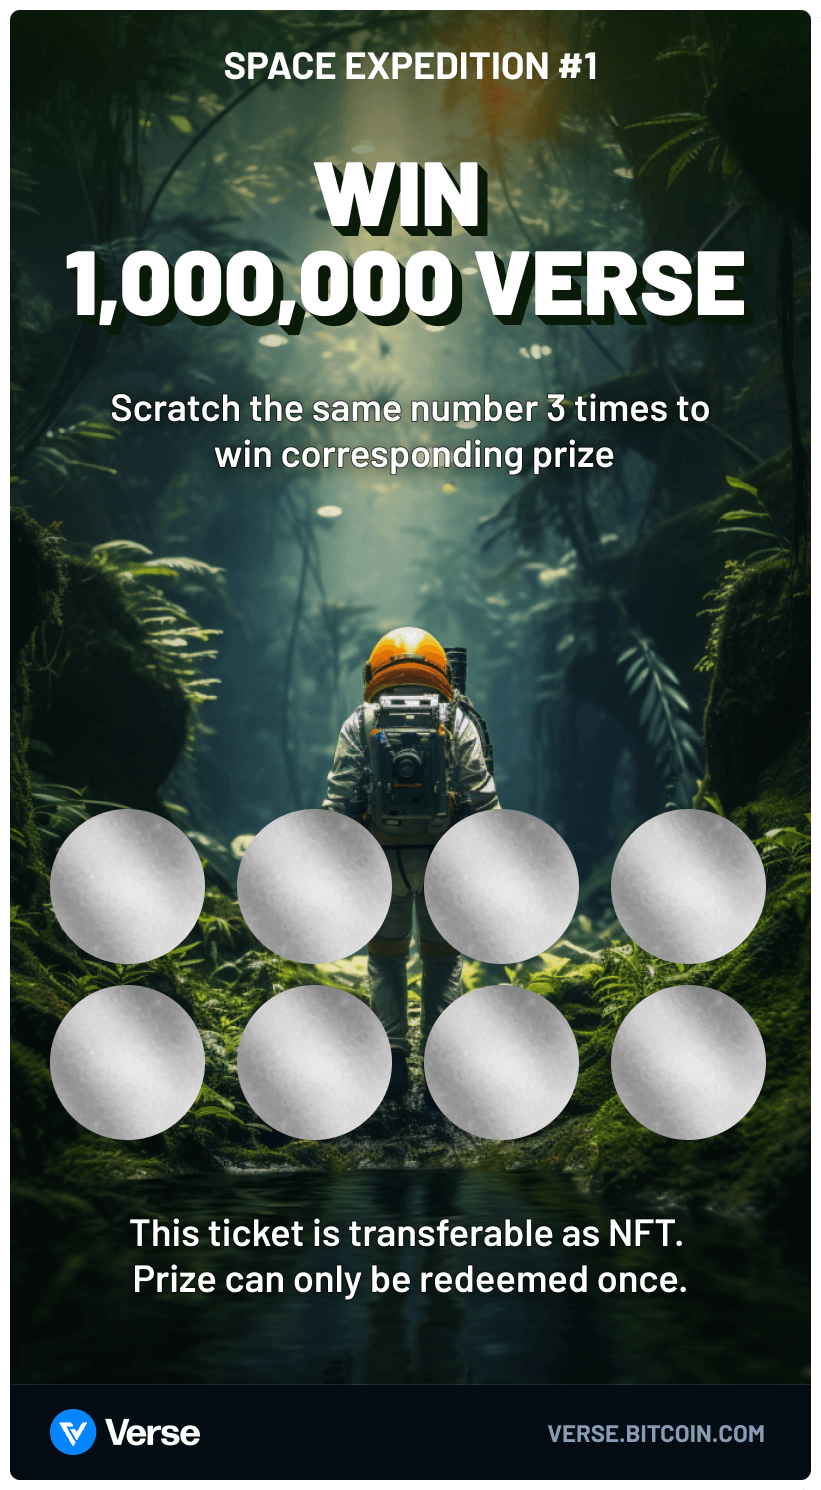 SPACE EXPEDITION #1
WIN
1,000,000 VERSE
Scratch the same number 3 times to
win corresponding prize
This ticket is transferable as NFT.
Prize can only be redeemed once.
Verse
VERSE.BITCOIN.COM